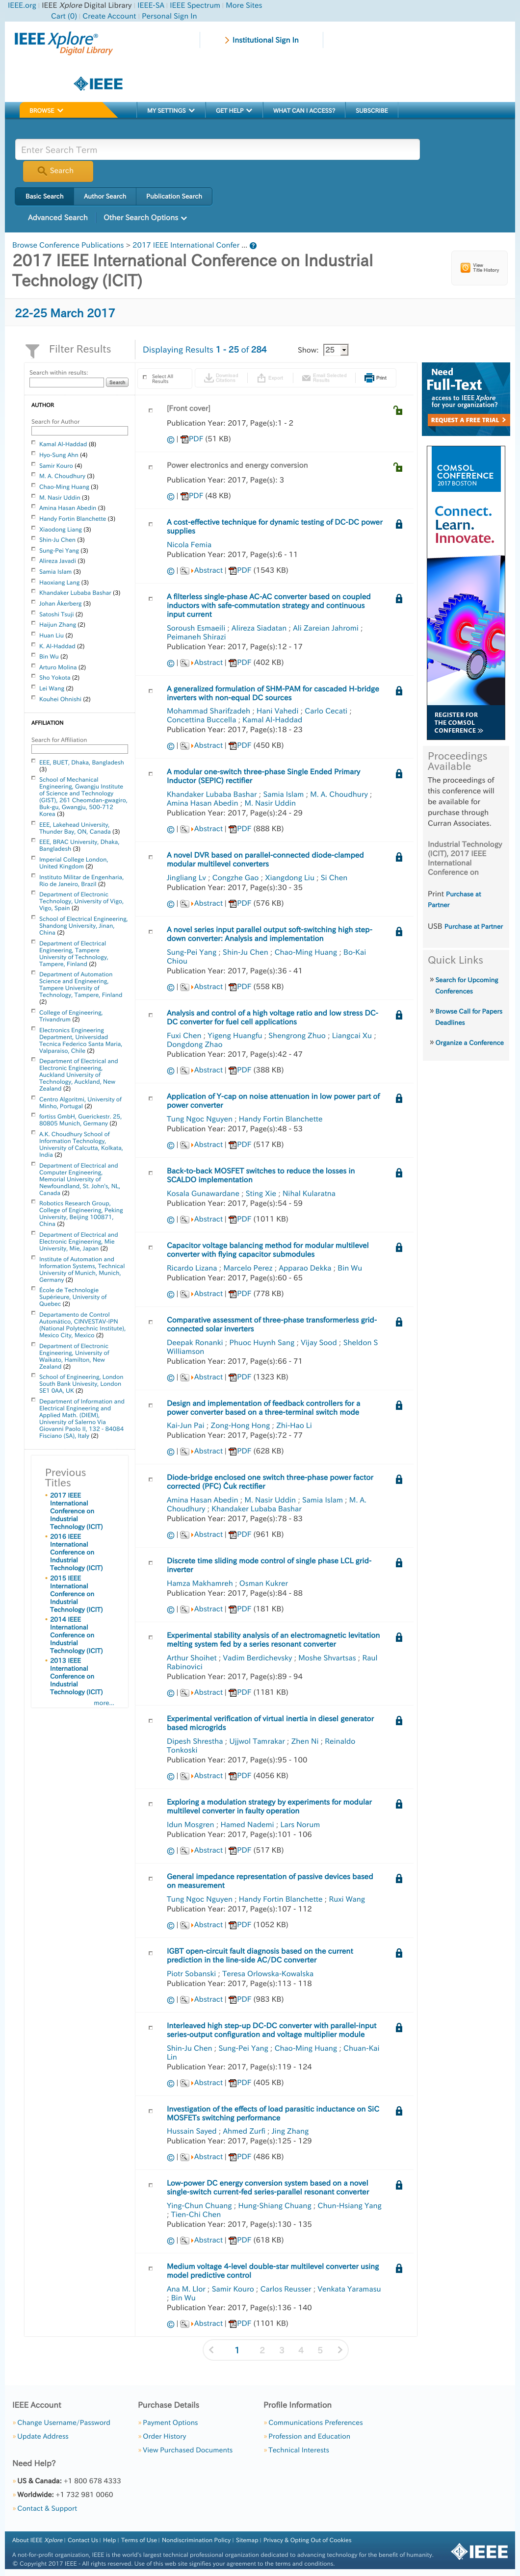 IEEE.org | IEEE Xplore Digital Library | IEEE-SA | IEEE Spectrum | More Sites
Cart (0) | Create Account | Personal Sign In
IEEE Xplore®
Digital Library
Institutional Sign In
IEEE
BROWSE
MY SETTINGS
GET HELP
WHAT CAN I ACCESS?
SUBSCRIBE
Enter Search Term
Search
Basic Search
Author Search
Publication Search
Advanced Search
Other Search Options
Browse Conference Publications > 2017 IEEE International Confer ...
2017 IEEE International Conference on Industrial
Technology (ICIT)
View
Title History
22-25 March 2017
Filter Results
Displaying Results 1 - 25 of 284
Show: 25
Search within results:
Search
AUTHOR
Search for Author
Kamal Al-Haddad (8)
Hyo-Sung Ahn (4)
Samir Kouro (4)
M. A. Choudhury (3)
Chao-Ming Huang (3)
M. Nasir Uddin (3)
Amina Hasan Abedin (3)
Handy Fortin Blanchette (3)
Xiaodong Liang (3)
Shin-Ju Chen (3)
Sung-Pei Yang (3)
Alireza Javadi (3)
Samia Islam (3)
Haoxiang Lang (3)
Khandaker Lubaba Bashar (3)
Johan Åkerberg (3)
Satoshi Tsuji (2)
Haijun Zhang (2)
Huan Liu (2)
K. Al-Haddad (2)
Bin Wu (2)
Arturo Molina (2)
Sho Yokota (2)
Lei Wang (2)
Kouhei Ohnishi (2)
AFFILIATION
Search for Affiliation
EEE, BUET, Dhaka, Bangladesh
(3)
School of Mechanical
Engineering, Gwangju Institute
of Science and Technology
(GIST), 261 Cheomdan-gwagiro,
Buk-gu, Gwangju, 500-712
Korea (3)
EEE, Lakehead University,
Thunder Bay, ON, Canada (3)
EEE, BRAC University, Dhaka,
Bangladesh (3)
Imperial College London,
United Kingdom (2)
Instituto Militar de Engenharia,
Rio de Janeiro, Brazil (2)
Department of Electronic
Technology, University of Vigo,
Vigo, Spain (2)
School of Electrical Engineering,
Shandong University, Jinan,
China (2)
Department of Electrical
Engineering, Tampere
University of Technology,
Tampere, Finland (2)
Department of Automation
Science and Engineering,
Tampere University of
Technology, Tampere, Finland
(2)
College of Engineering,
Trivandrum (2)
Electronics Engineering
Department, Universidad
Tecnica Federico Santa Maria,
Valparaiso, Chile (2)
Department of Electrical and
Electronic Engineering,
Auckland University of
Technology, Auckland, New
Zealand (2)
Centro Algoritmi, University of
Minho, Portugal (2)
fortiss GmbH, Guerickestr. 25,
80805 Munich, Germany (2)
A.K. Choudhury School of
Information Technology,
University of Calcutta, Kolkata,
India (2)
Department of Electrical and
Computer Engineering,
Memorial University of
Newfoundland, St. John's, NL,
Canada (2)
Robotics Research Group,
College of Engineering, Peking
University, Beijing 100871,
China (2)
Department of Electrical and
Electronic Engineering, Mie
University, Mie, Japan (2)
Institute of Automation and
Information Systems, Technical
University of Munich, Munich,
Germany (2)
École de Technologie
Supérieure, University of
Quebec (2)
Departamento de Control
Automático, CINVESTAV-IPN
(National Polytechnic Institute),
Mexico City, Mexico (2)
Department of Electronic
Engineering, University of
Waikato, Hamilton, New
Zealand (2)
School of Engineering, London
South Bank Univesity, London
SE1 0AA, UK (2)
Department of Information and
Electrical Engineering and
Applied Math. (DIEM),
University of Salerno Via
Giovanni Paolo II, 132 - 84084
Fisciano (SA), Italy (2)
Previous
Titles
2017 IEEE
International
Conference on
Industrial
Technology (ICIT)
2016 IEEE
International
Conference on
Industrial
Technology (ICIT)
2015 IEEE
International
Conference on
Industrial
Technology (ICIT)
2014 IEEE
International
Conference on
Industrial
Technology (ICIT)
2013 IEEE
International
Conference on
Industrial
Technology (ICIT)
more...
Select All
Results
Download
Citations
Export
Email Selected
Results
Print
[Front cover]
Publication Year: 2017, Page(s):1 - 2
© | PDF (51 KB)
Power electronics and energy conversion
Publication Year: 2017, Page(s): 3
© | PDF (48 KB)
A cost-effective technique for dynamic testing of DC-DC power
supplies
Nicola Femia
Publication Year: 2017, Page(s):6 - 11
© | Abstract | PDF (1543 KB)
A filterless single-phase AC-AC converter based on coupled
inductors with safe-commutation strategy and continuous
input current
Soroush Esmaeili ; Alireza Siadatan ; Ali Zareian Jahromi ;
Peimaneh Shirazi
Publication Year: 2017, Page(s):12 - 17
© | Abstract | PDF (402 KB)
A generalized formulation of SHM-PAM for cascaded H-bridge
inverters with non-equal DC sources
Mohammad Sharifzadeh ; Hani Vahedi ; Carlo Cecati ;
Concettina Buccella ; Kamal Al-Haddad
Publication Year: 2017, Page(s):18 - 23
© | Abstract | PDF (450 KB)
A modular one-switch three-phase Single Ended Primary
Inductor (SEPIC) rectifier
Khandaker Lubaba Bashar ; Samia Islam ; M. A. Choudhury ;
Amina Hasan Abedin ; M. Nasir Uddin
Publication Year: 2017, Page(s):24 - 29
© | Abstract | PDF (888 KB)
A novel DVR based on parallel-connected diode-clamped
modular multilevel converters
Jingliang Lv ; Congzhe Gao ; Xiangdong Liu ; Si Chen
Publication Year: 2017, Page(s):30 - 35
© | Abstract | PDF (576 KB)
A novel series input parallel output soft-switching high step-
down converter: Analysis and implementation
Sung-Pei Yang ; Shin-Ju Chen ; Chao-Ming Huang ; Bo-Kai
Chiou
Publication Year: 2017, Page(s):36 - 41
© | Abstract | PDF (558 KB)
Analysis and control of a high voltage ratio and low stress DC-
DC converter for fuel cell applications
Fuxi Chen ; Yigeng Huangfu ; Shengrong Zhuo ; Liangcai Xu ;
Dongdong Zhao
Publication Year: 2017, Page(s):42 - 47
© | Abstract | PDF (388 KB)
Application of Y-cap on noise attenuation in low power part of
power converter
Tung Ngoc Nguyen ; Handy Fortin Blanchette
Publication Year: 2017, Page(s):48 - 53
© | Abstract | PDF (517 KB)
Back-to-back MOSFET switches to reduce the losses in
SCALDO implementation
Kosala Gunawardane ; Sting Xie ; Nihal Kularatna
Publication Year: 2017, Page(s):54 - 59
© | Abstract | PDF (1011 KB)
Capacitor voltage balancing method for modular multilevel
converter with flying capacitor submodules
Ricardo Lizana ; Marcelo Perez ; Apparao Dekka ; Bin Wu
Publication Year: 2017, Page(s):60 - 65
© | Abstract | PDF (778 KB)
Comparative assessment of three-phase transformerless grid-
connected solar inverters
Deepak Ronanki ; Phuoc Huynh Sang ; Vijay Sood ; Sheldon S
Williamson
Publication Year: 2017, Page(s):66 - 71
© | Abstract | PDF (1323 KB)
Design and implementation of feedback controllers for a
power converter based on a three-terminal switch mode
Kai-Jun Pai ; Zong-Hong Hong ; Zhi-Hao Li
Publication Year: 2017, Page(s):72 - 77
© | Abstract | PDF (628 KB)
Diode-bridge enclosed one switch three-phase power factor
corrected (PFC) Ćuk rectifier
Amina Hasan Abedin ; M. Nasir Uddin ; Samia Islam ; M. A.
Choudhury ; Khandaker Lubaba Bashar
Publication Year: 2017, Page(s):78 - 83
© | Abstract | PDF (961 KB)
Discrete time sliding mode control of single phase LCL grid-
inverter
Hamza Makhamreh ; Osman Kukrer
Publication Year: 2017, Page(s):84 - 88
© | Abstract | PDF (181 KB)
Experimental stability analysis of an electromagnetic levitation
melting system fed by a series resonant converter
Arthur Shoihet ; Vadim Berdichevsky ; Moshe Shvartsas ; Raul
Rabinovici
Publication Year: 2017, Page(s):89 - 94
© | Abstract | PDF (1181 KB)
Experimental verification of virtual inertia in diesel generator
based microgrids
Dipesh Shrestha ; Ujjwol Tamrakar ; Zhen Ni ; Reinaldo
Tonkoski
Publication Year: 2017, Page(s):95 - 100
© | Abstract | PDF (4056 KB)
Exploring a modulation strategy by experiments for modular
multilevel converter in faulty operation
Idun Mosgren ; Hamed Nademi ; Lars Norum
Publication Year: 2017, Page(s):101 - 106
© | Abstract | PDF (517 KB)
General impedance representation of passive devices based
on measurement
Tung Ngoc Nguyen ; Handy Fortin Blanchette ; Ruxi Wang
Publication Year: 2017, Page(s):107 - 112
© | Abstract | PDF (1052 KB)
IGBT open-circuit fault diagnosis based on the current
prediction in the line-side AC/DC converter
Piotr Sobanski ; Teresa Orlowska-Kowalska
Publication Year: 2017, Page(s):113 - 118
© | Abstract | PDF (983 KB)
Interleaved high step-up DC-DC converter with parallel-input
series-output configuration and voltage multiplier module
Shin-Ju Chen ; Sung-Pei Yang ; Chao-Ming Huang ; Chuan-Kai
Lin
Publication Year: 2017, Page(s):119 - 124
© | Abstract | PDF (405 KB)
Investigation of the effects of load parasitic inductance on SiC
MOSFETs switching performance
Hussain Sayed ; Ahmed Zurfi ; Jing Zhang
Publication Year: 2017, Page(s):125 - 129
© | Abstract | PDF (486 KB)
Low-power DC energy conversion system based on a novel
single-switch current-fed series-parallel resonant converter
Ying-Chun Chuang ; Hung-Shiang Chuang ; Chun-Hsiang Yang
; Tien-Chi Chen
Publication Year: 2017, Page(s):130 - 135
© | Abstract | PDF (618 KB)
Medium voltage 4-level double-star multilevel converter using
model predictive control
Ana M. Llor ; Samir Kouro ; Carlos Reusser ; Venkata Yaramasu
; Bin Wu
Publication Year: 2017, Page(s):136 - 140
© | Abstract | PDF (1101 KB)
1 2 3 4 5
Need
Full-Text
access to IEEE Xplore
for your organization?
REQUEST A FREE TRIAL >
COMSOL
CONFERENCE
2017 BOSTON
Connect.
Learn.
Innovate.
REGISTER FOR
THE COMSOL
CONFERENCE »
Proceedings
Available
The proceedings of
this conference will
be available for
purchase through
Curran Associates.
Industrial Technology
(ICIT), 2017 IEEE
International
Conference on
Print Purchase at
Partner
USB Purchase at Partner
Quick Links
» Search for Upcoming
Conferences
» Browse Call for Papers
Deadlines
» Organize a Conference
IEEE Account
» Change Username/Password
» Update Address
Purchase Details
» Payment Options
» Order History
» View Purchased Documents
Profile Information
» Communications Preferences
» Profession and Education
» Technical Interests
Need Help?
» US & Canada: +1 800 678 4333
» Worldwide: +1 732 981 0060
» Contact & Support
About IEEE Xplore | Contact Us | Help | Terms of Use | Nondiscrimination Policy | Sitemap | Privacy & Opting Out of Cookies
A not-for-profit organization, IEEE is the world's largest technical professional organization dedicated to advancing technology for the benefit of humanity.
© Copyright 2017 IEEE - All rights reserved. Use of this web site signifies your agreement to the terms and conditions.
IEEE